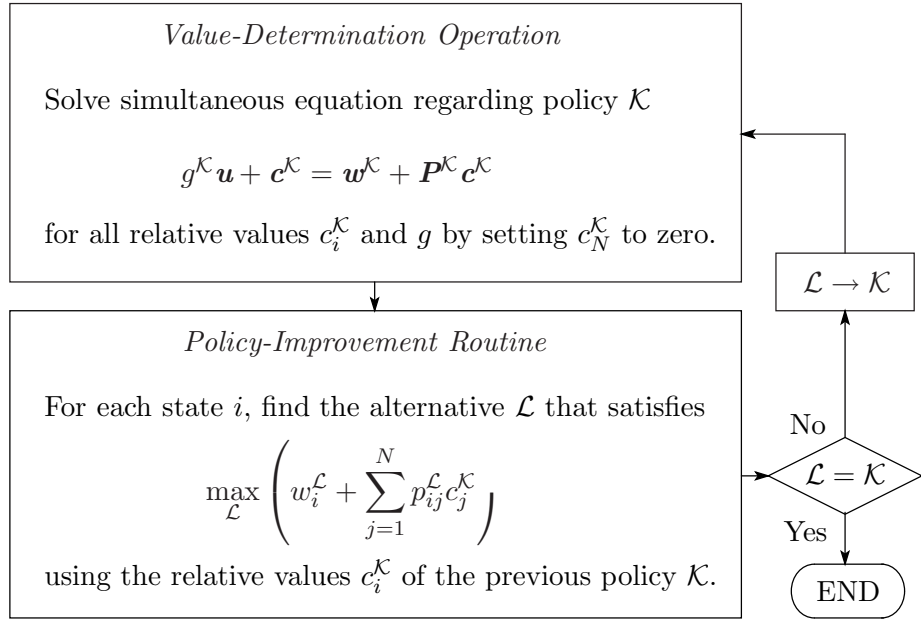 Value-Determination Operation
Solve simultaneous equation regarding policy 𝒦
g^𝒦 𝒖 + 𝒄^𝒦 = 𝒘^𝒦 + 𝑷^𝒦 𝒄^𝒦
for all relative values c_i^𝒦 and g by setting c_N^𝒦 to zero.
ℒ → 𝒦
Policy-Improvement Routine
For each state i, find the alternative ℒ that satisfies
max_ℒ ( w_i^ℒ + ∑_{j=1}^N p_{ij}^ℒ c_j^𝒦 )
using the relative values c_i^𝒦 of the previous policy 𝒦.
No
ℒ = 𝒦
Yes
END